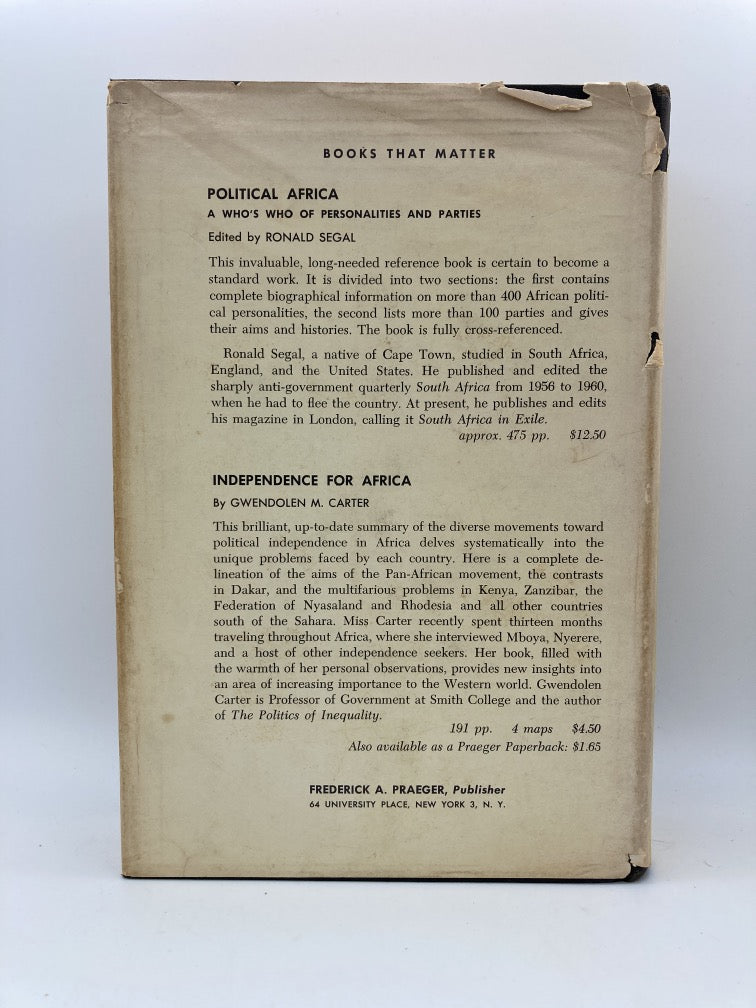 BOOKS THAT MATTER
POLITICAL AFRICA
A WHO'S WHO OF PERSONALITIES AND PARTIES
Edited by RONALD SEGAL
This invaluable, long-needed reference book is certain to become a
standard work. It is divided into two sections: the first contains
complete biographical information on more than 400 African politi-
cal personalities, the second lists more than 100 parties and gives
their aims and histories. The book is fully cross-referenced.
Ronald Segal, a native of Cape Town, studied in South Africa,
England, and the United States. He published and edited the
sharply anti-government quarterly South Africa from 1956 to 1960,
when he had to flee the country. At present, he publishes and edits
his magazine in London, calling it South Africa in Exile.
approx. 475 pp. $12.50
INDEPENDENCE FOR AFRICA
By GWENDOLEN M. CARTER
This brilliant, up-to-date summary of the diverse movements toward
political independence in Africa delves systematically into the
unique problems faced by each country. Here is a complete de-
lineation of the aims of the Pan-African movement, the contrasts
in Dakar, and the multifarious problems in Kenya, Zanzibar, the
Federation of Nyasaland and Rhodesia and all other countries
south of the Sahara. Miss Carter recently spent thirteen months
traveling throughout Africa, where she interviewed Mboya, Nyerere,
and a host of other independence seekers. Her book, filled with
the warmth of her personal observations, provides new insights into
an area of increasing importance to the Western world. Gwendolen
Carter is Professor of Government at Smith College and the author
of The Politics of Inequality.
191 pp. 4 maps $4.50
Also available as a Praeger Paperback: $1.65
FREDERICK A. PRAEGER, Publisher
64 UNIVERSITY PLACE, NEW YORK 3, N. Y.